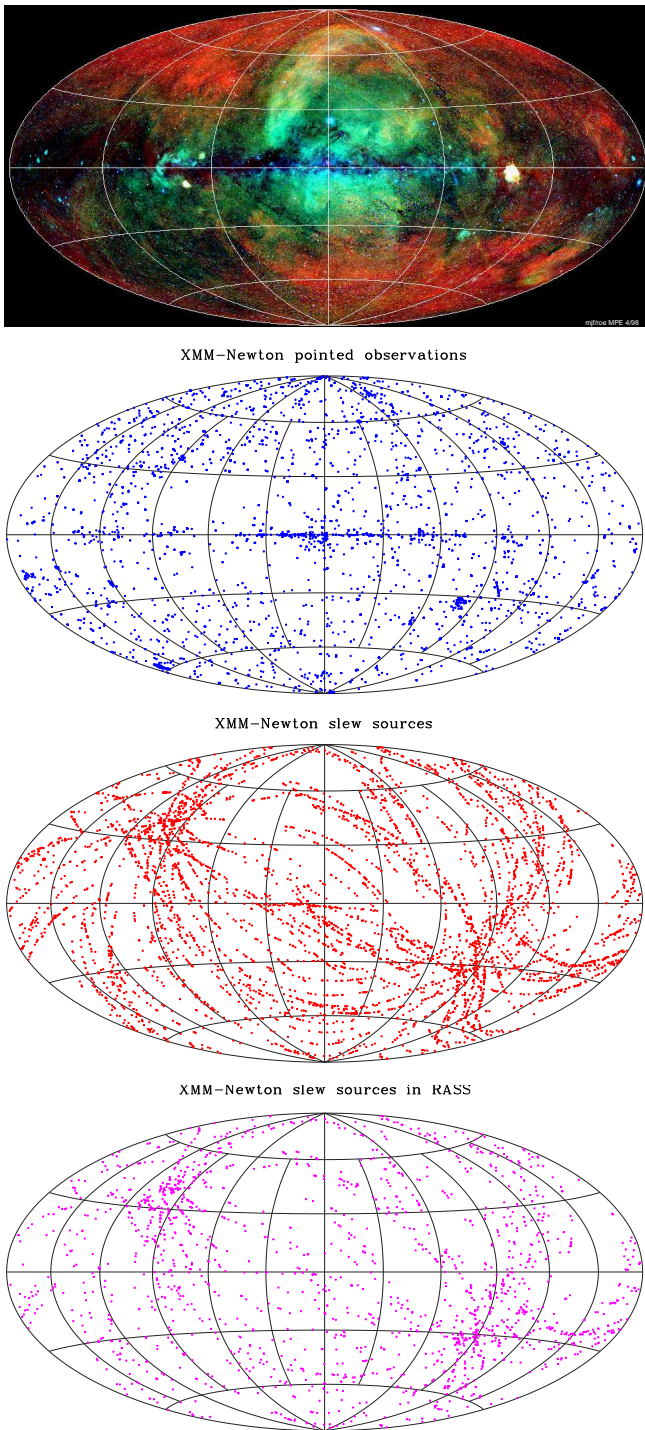 mjf/roe MPE 4/98
XMM-Newton pointed observations
XMM-Newton slew sources
XMM-Newton slew sources in RASS